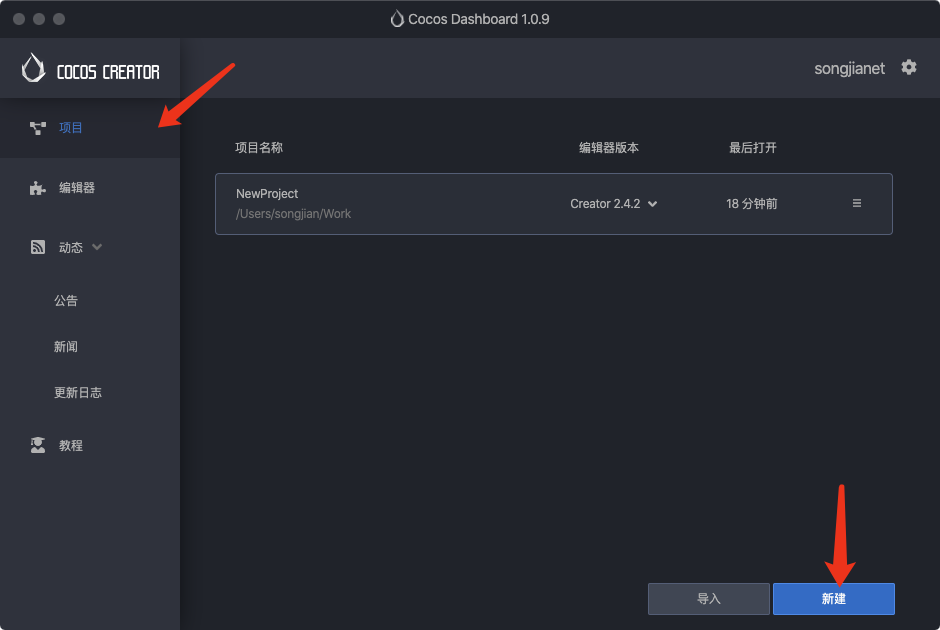 Cocos Dashboard 1.0.9
COCOS CREATOR
songjianet
项目
编辑器
动态
公告
新闻
更新日志
教程
项目名称 编辑器版本 最后打开
NewProject
/Users/songjian/Work
Creator 2.4.2
18 分钟前
导入
新建